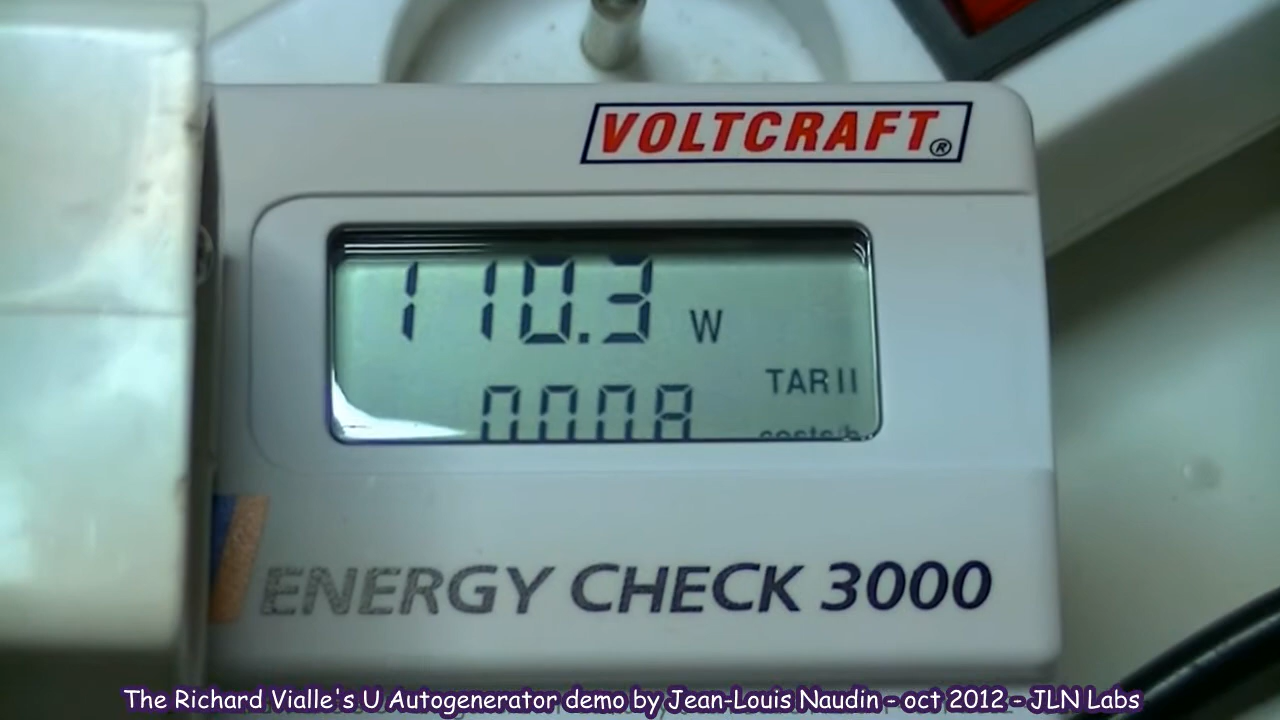 VOLTCRAFT®
110.3 W
TAR II
0008
costs/h
ENERGY CHECK 3000
The Richard Vialle's U Autogenerator demo by Jean-Louis Naudin - oct 2012 - JLN Labs